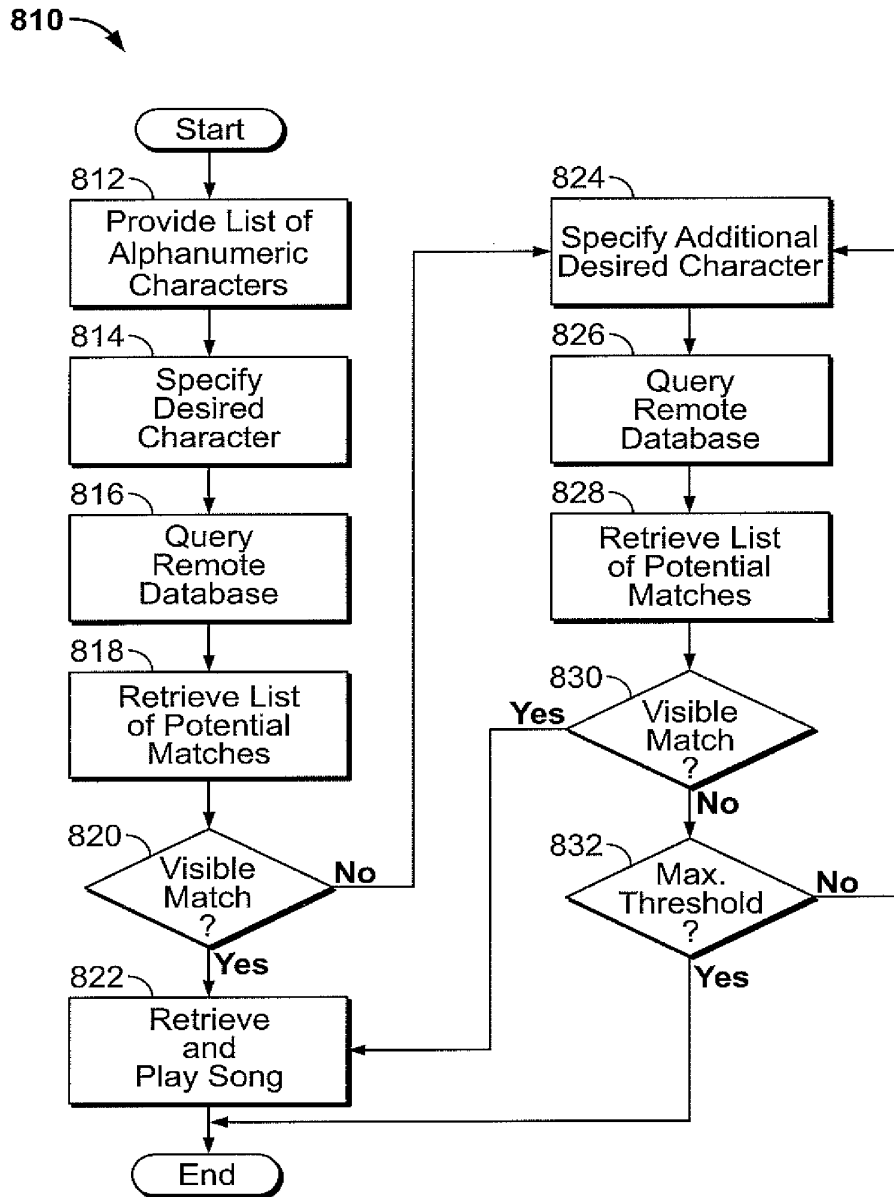 810
Start
812
Provide List of
Alphanumeric
Characters
814
Specify
Desired
Character
816
Query
Remote
Database
818
Retrieve List
of Potential
Matches
820
Visible
Match
?
No
Yes
822
Retrieve
and
Play Song
End
824
Specify Additional
Desired Character
826
Query
Remote
Database
828
Retrieve List
of Potential
Matches
830
Yes
Visible
Match
?
No
832
Max.
Threshold
?
No
Yes